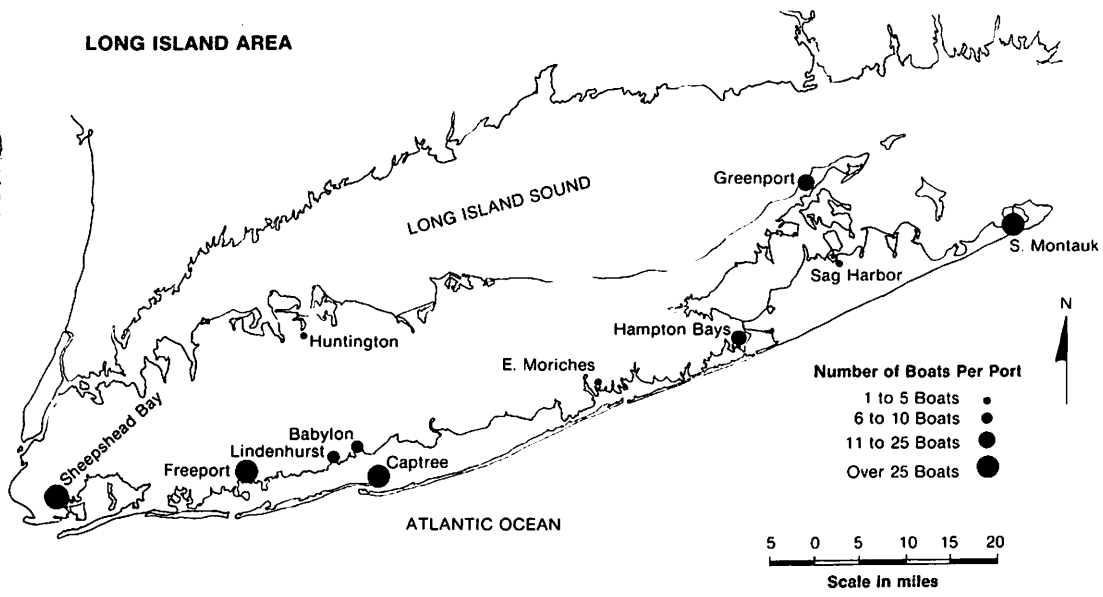 LONG ISLAND AREA
LONG ISLAND SOUND
Greenport
S. Montauk
Sag Harbor
N
Hampton Bays
Huntington
E. Moriches
Number of Boats Per Port
1 to 5 Boats
6 to 10 Boats
11 to 25 Boats
Over 25 Boats
Sheepshead Bay
Babylon
Lindenhurst
Freeport
Captree
ATLANTIC OCEAN
5 0 5 10 15 20
Scale in miles